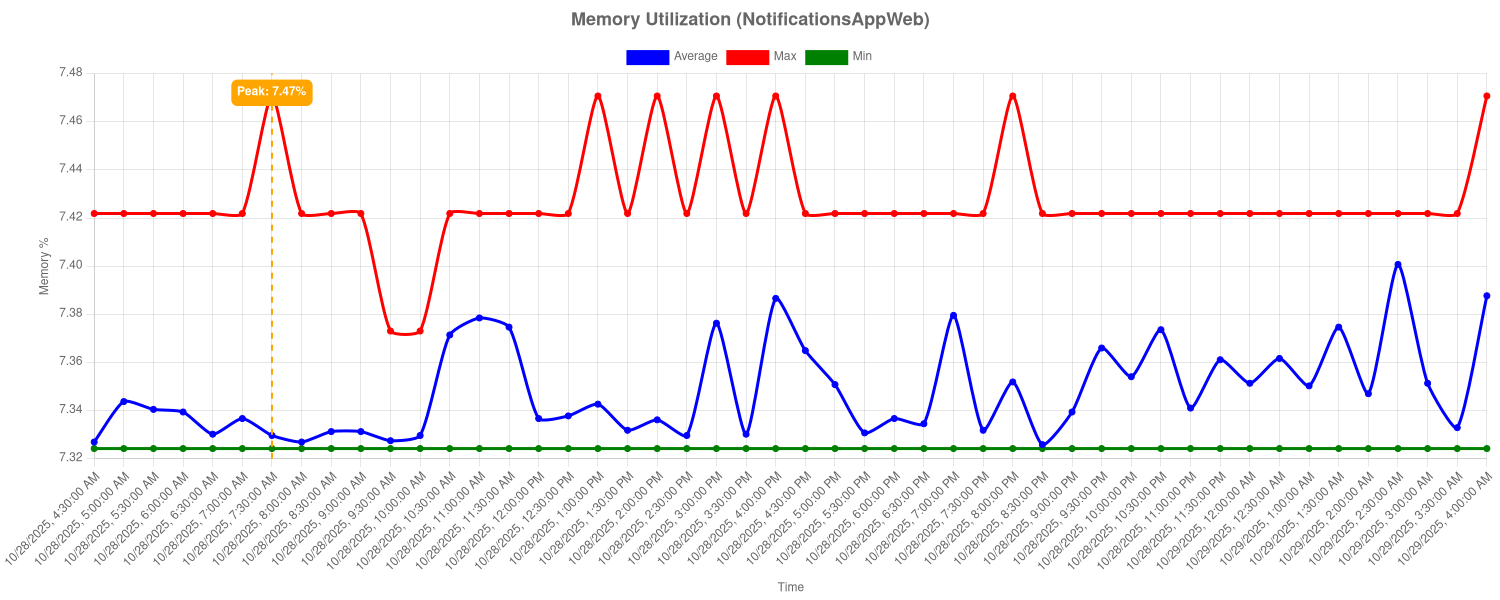 Memory Utilization (NotificationsAppWeb)
Average Max Min
Peak: 7.47%
7.48
7.46
7.44
7.42
7.40
7.38
7.36
7.34
7.32
Memory %
10/28/2025, 4:30:00 AM
10/28/2025, 5:00:00 AM
10/28/2025, 5:30:00 AM
10/28/2025, 6:00:00 AM
10/28/2025, 6:30:00 AM
10/28/2025, 7:00:00 AM
10/28/2025, 7:30:00 AM
10/28/2025, 8:00:00 AM
10/28/2025, 8:30:00 AM
10/28/2025, 9:00:00 AM
10/28/2025, 9:30:00 AM
10/28/2025, 10:00:00 AM
10/28/2025, 10:30:00 AM
10/28/2025, 11:00:00 AM
10/28/2025, 11:30:00 AM
10/28/2025, 12:00:00 PM
10/28/2025, 12:30:00 PM
10/28/2025, 1:00:00 PM
10/28/2025, 1:30:00 PM
10/28/2025, 2:00:00 PM
10/28/2025, 2:30:00 PM
10/28/2025, 3:00:00 PM
10/28/2025, 3:30:00 PM
10/28/2025, 4:00:00 PM
10/28/2025, 4:30:00 PM
10/28/2025, 5:00:00 PM
10/28/2025, 5:30:00 PM
10/28/2025, 6:00:00 PM
10/28/2025, 6:30:00 PM
10/28/2025, 7:00:00 PM
10/28/2025, 7:30:00 PM
10/28/2025, 8:00:00 PM
10/28/2025, 8:30:00 PM
10/28/2025, 9:00:00 PM
10/28/2025, 9:30:00 PM
10/28/2025, 10:00:00 PM
10/28/2025, 10:30:00 PM
10/28/2025, 11:00:00 PM
10/28/2025, 11:30:00 PM
10/29/2025, 12:00:00 AM
10/29/2025, 12:30:00 AM
10/29/2025, 1:00:00 AM
10/29/2025, 1:30:00 AM
10/29/2025, 2:00:00 AM
10/29/2025, 2:30:00 AM
10/29/2025, 3:00:00 AM
10/29/2025, 3:30:00 AM
10/29/2025, 4:00:00 AM
Time